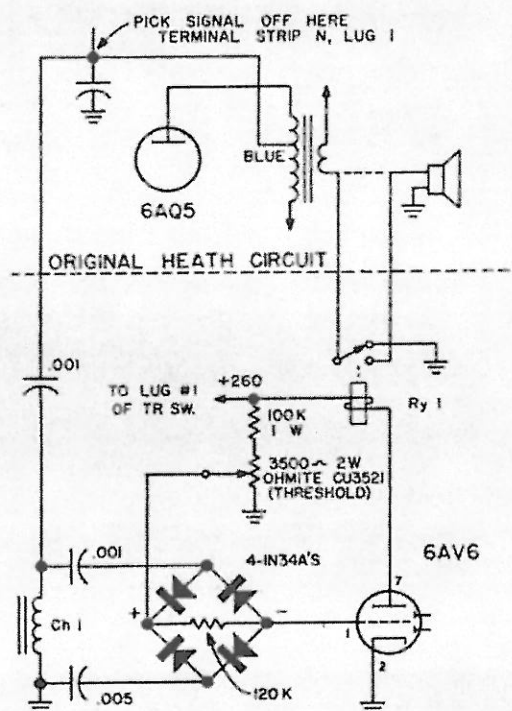 PICK SIGNAL OFF HERE
TERMINAL STRIP N, LUG 1
BLUE
6AQ5
ORIGINAL HEATH CIRCUIT
.001
TO LUG #1
OF TR SW.
+260
100K
1 W
Ry 1
3500~ 2W
OHMITE CU3521
(THRESHOLD)
6AV6
.001
4-IN34A'S
7
+
-
1
Ch 1
2
.005
120K